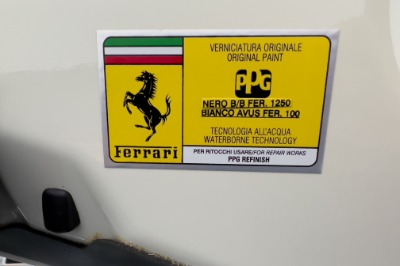 VERNICIATURA ORIGINALE
ORIGINAL PAINT
PPG
NERO B/B FER. 1250
BIANCO AVUS FER. 100
TECNOLOGIA ALL'ACQUA
WATERBORNE TECHNOLOGY
Ferrari
PER RITOCCHI USARE/FOR REPAIR WORKS
PPG REFINISH